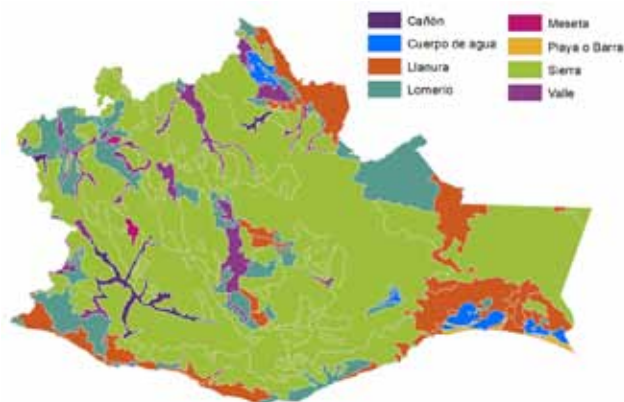 Cañón
Cuerpo de agua
Llanura
Lomerío
Meseta
Playa o Barra
Sierra
Valle